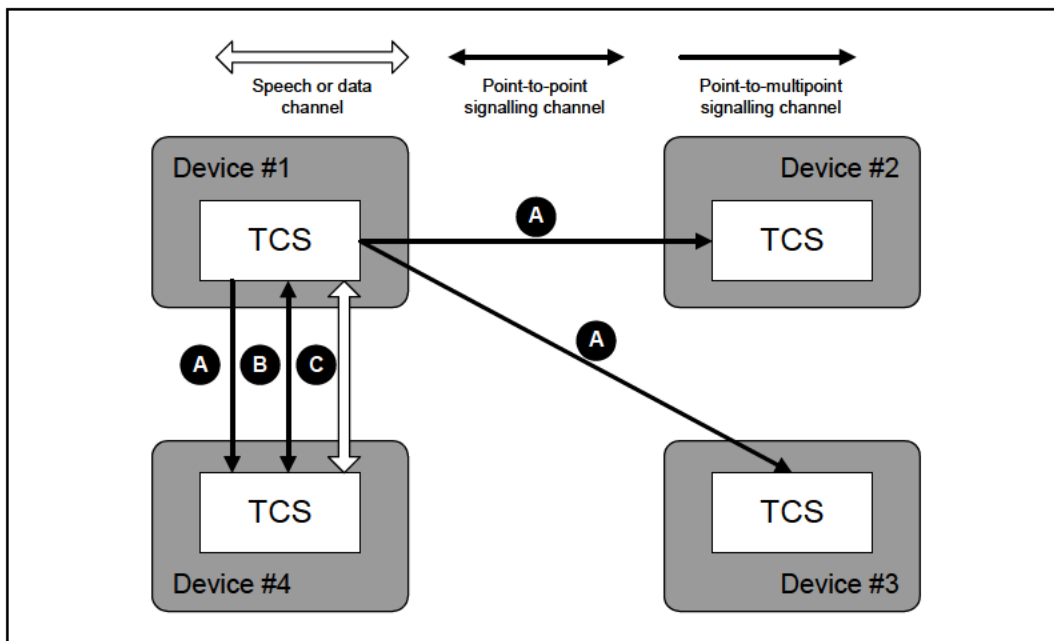 Speech or data
channel
Point-to-point
signalling channel
Point-to-multipoint
signalling channel
Device #1
TCS
Device #2
TCS
A
A
A
B
C
TCS
Device #4
TCS
Device #3